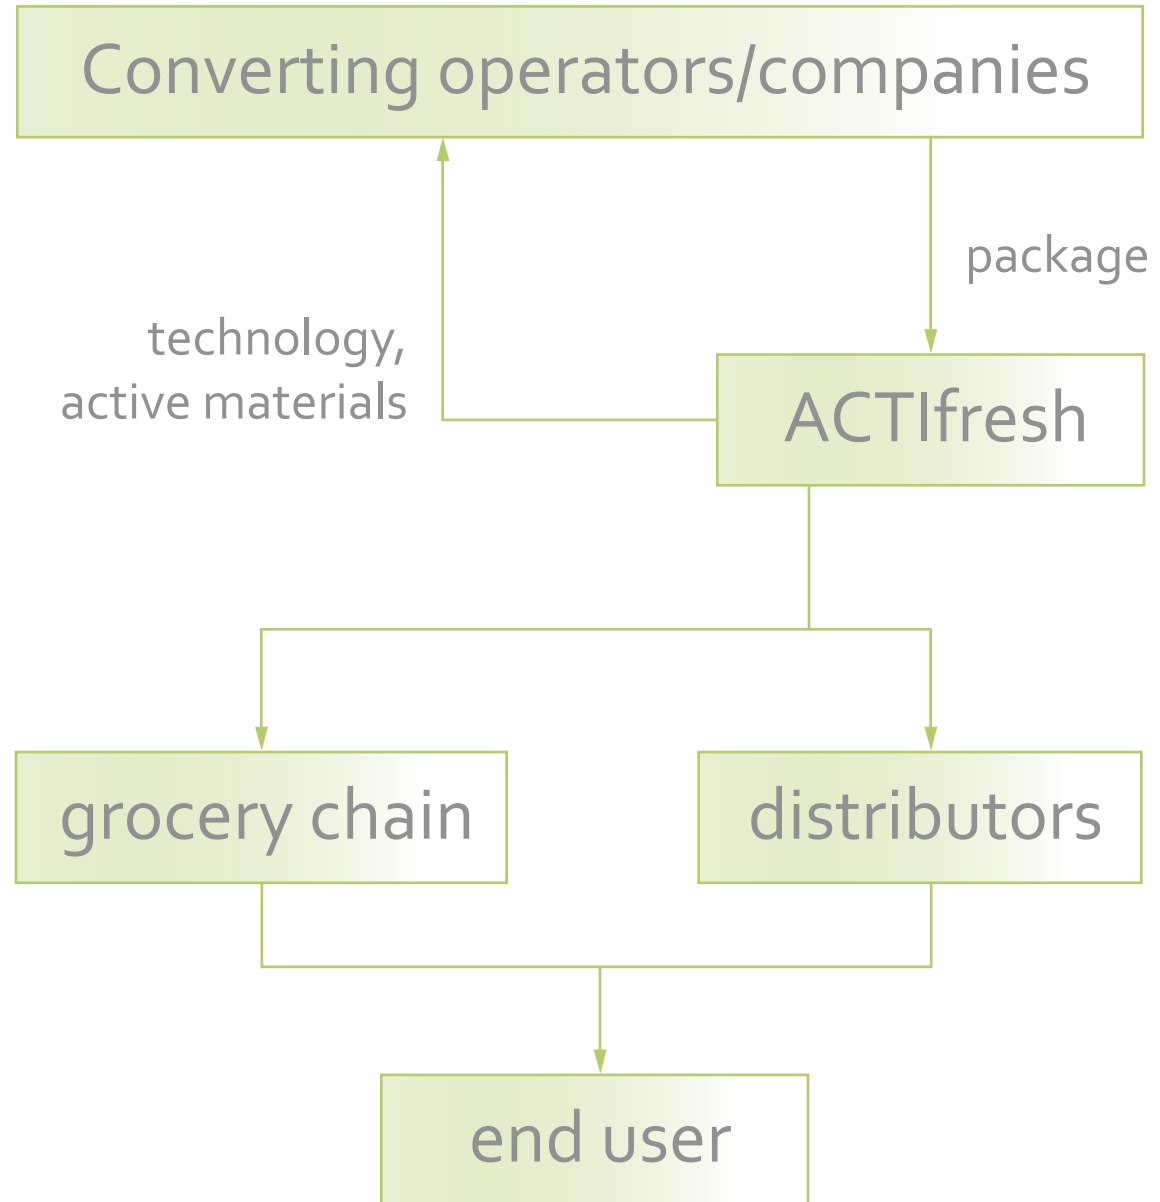 Converting operators/companies
package
technology,
active materials
ACTIfresh
grocery chain
distributors
end user